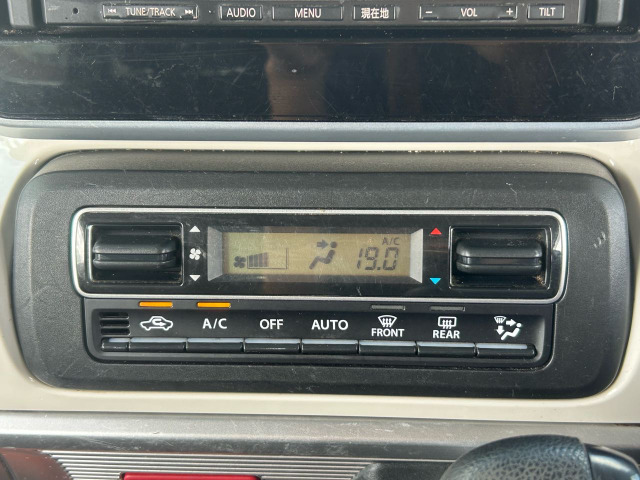 TUNE/TRACK AUDIO MENU 現在地 − VOL + TILT
A/C
19.0
A/C OFF AUTO FRONT REAR